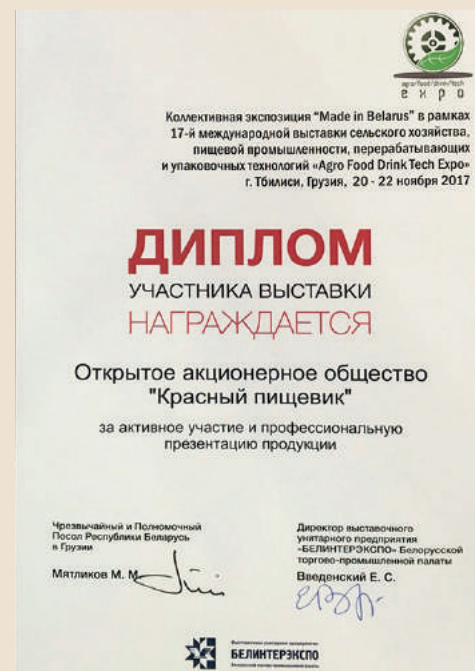 agro/food/drink/tech
expo
Коллективная экспозиция "Made in Belarus" в рамках
17-й международной выставки сельского хозяйства,
пищевой промышленности, перерабатывающих
и упаковочных технологий «Agro Food Drink Tech Expo»
г. Тбилиси, Грузия, 20 - 22 ноября 2017
ДИПЛОМ
УЧАСТНИКА ВЫСТАВКИ
НАГРАЖДАЕТСЯ
Открытое акционерное общество
"Красный пищевик"
за активное участие и профессиональную
презентацию продукции
Чрезвычайный и Полномочный
Посол Республики Беларусь
в Грузии
Мятликов М. М.
Директор выставочного
унитарного предприятия
«БЕЛИНТЕРЭКСПО» Белорусской
торгово-промышленной палаты
Введенский Е. С.
БЕЛИНТЕРЭКСПО